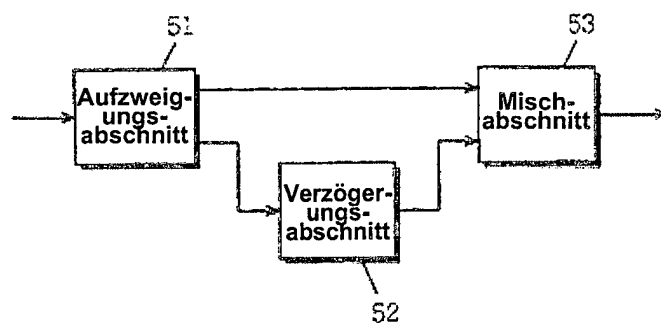 51
53
Aufzweig-
ungs-
abschnitt
Misch-
abschnitt
Verzöger-
ungs-
abschnitt
52